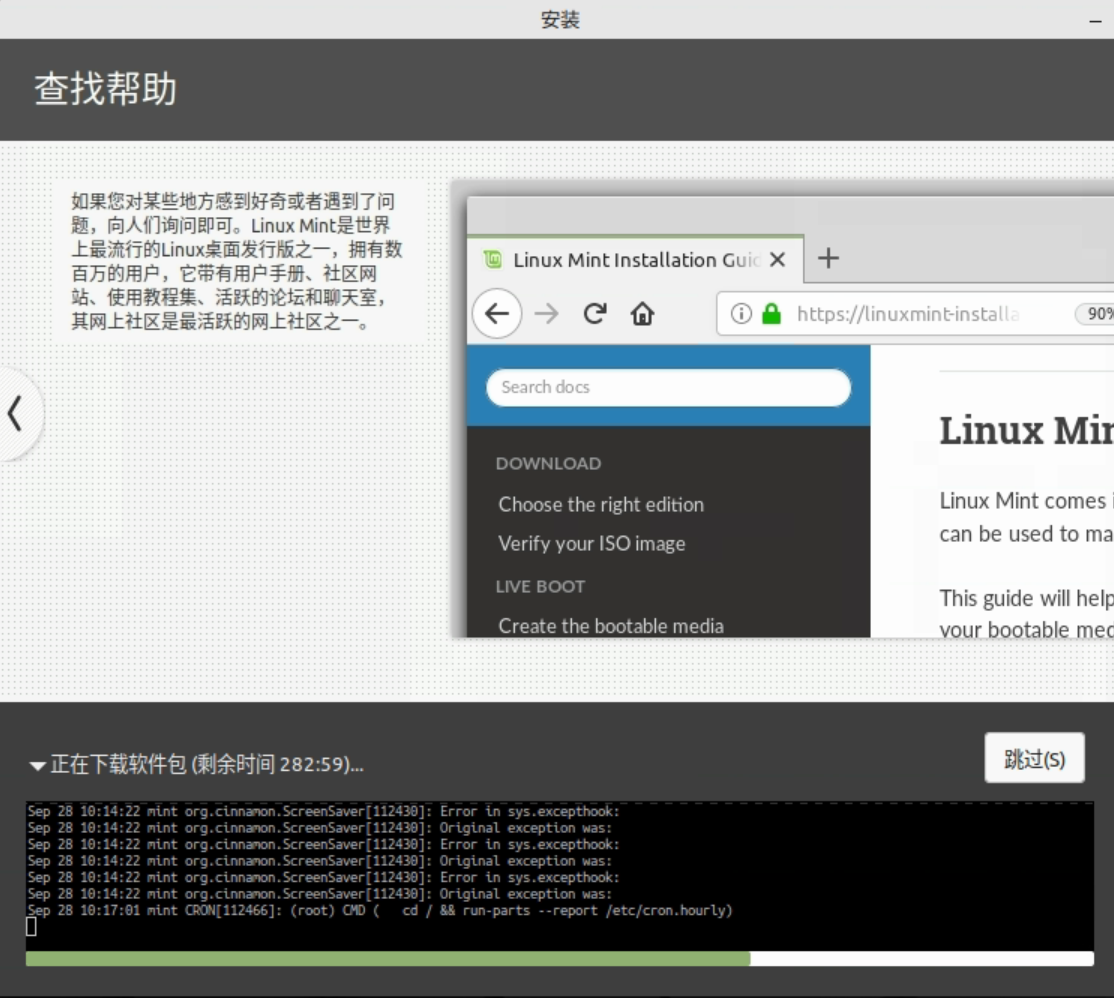 安装
查找帮助
如果您对某些地方感到好奇或者遇到了问
题，向人们询问即可。Linux Mint是世界
上最流行的Linux桌面发行版之一，拥有数
百万的用户，它带有用户手册、社区网
站、使用教程集、活跃的论坛和聊天室，
其网上社区是最活跃的网上社区之一。
Linux Mint Installation Guid
https://linuxmint-installa
90%
Search docs
DOWNLOAD
Choose the right edition
Verify your ISO image
LIVE BOOT
Create the bootable media
Linux Min
Linux Mint comes i
can be used to ma
This guide will help
your bootable med
正在下载软件包 (剩余时间 282:59)...
跳过(S)
Sep 28 10:14:22 mint org.cinnamon.ScreenSaver[112430]: Error in sys.excepthook:
Sep 28 10:14:22 mint org.cinnamon.ScreenSaver[112430]: Original exception was:
Sep 28 10:14:22 mint org.cinnamon.ScreenSaver[112430]: Error in sys.excepthook:
Sep 28 10:14:22 mint org.cinnamon.ScreenSaver[112430]: Original exception was:
Sep 28 10:14:22 mint org.cinnamon.ScreenSaver[112430]: Error in sys.excepthook:
Sep 28 10:14:22 mint org.cinnamon.ScreenSaver[112430]: Original exception was:
Sep 28 10:17:01 mint CRON[112466]: (root) CMD (   cd / && run-parts --report /etc/cron.hourly)